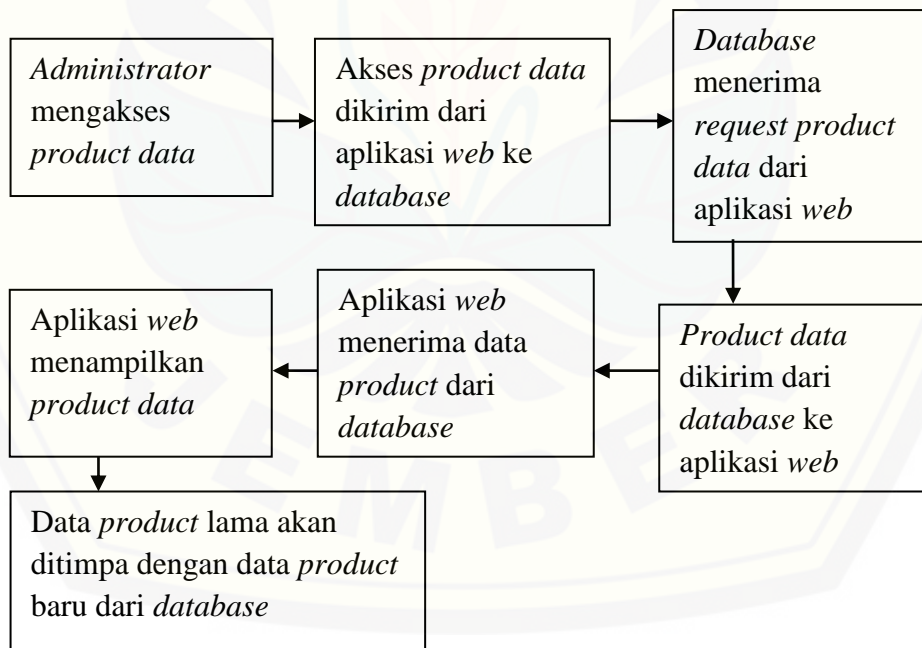 Administrator
mengakses
product data
Akses product data
dikirim dari
aplikasi web ke
database
Database
menerima
request product
data dari
aplikasi web
Product data
dikirim dari
database ke
aplikasi web
Aplikasi web
menerima data
product dari
database
Aplikasi web
menampilkan
product data
Data product lama akan
ditimpa dengan data product
baru dari database
JEMBER